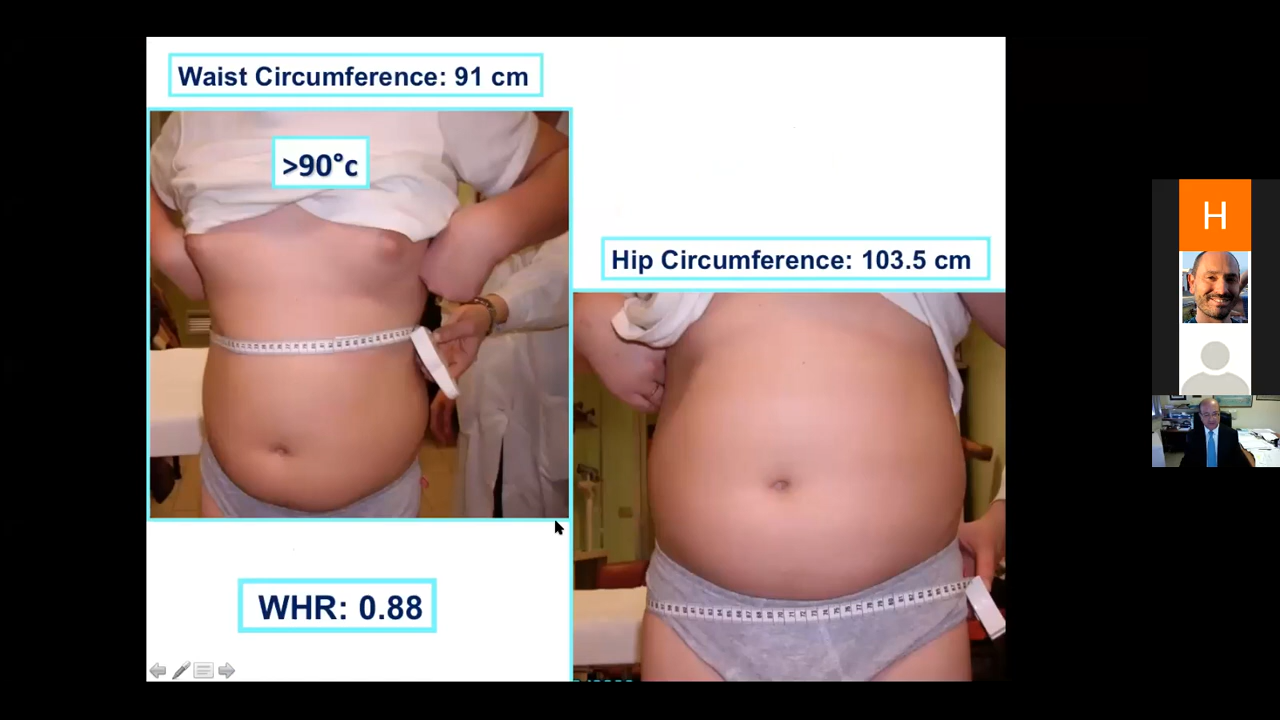 Waist Circumference: 91 cm
>90°c
Hip Circumference: 103.5 cm
WHR: 0.88
H